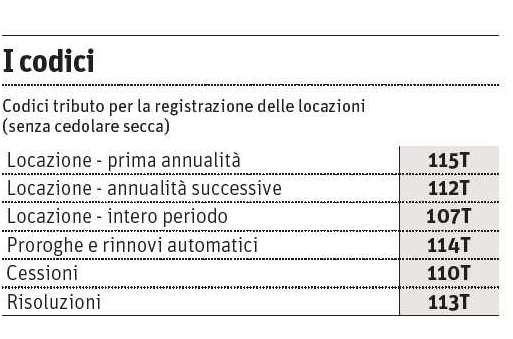 I codici
Codici tributo per la registrazione delle locazioni
(senza cedolare secca)
Locazione - prima annualità 115T
Locazione - annualità successive 112T
Locazione - intero periodo 107T
Proroghe e rinnovi automatici 114T
Cessioni 110T
Risoluzioni 113T